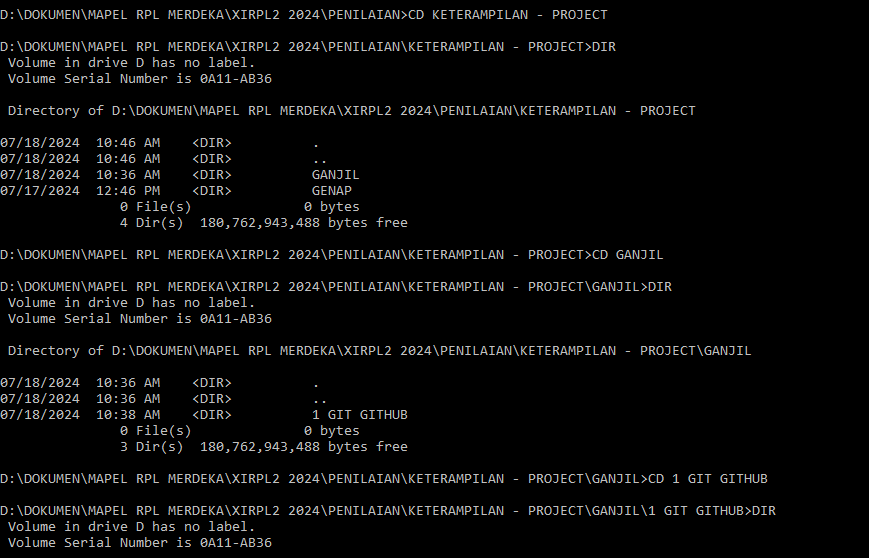 D:\DOKUMEN\MAPEL RPL MERDEKA\XIRPL2 2024\PENILAIAN>CD KETERAMPILAN - PROJECT
D:\DOKUMEN\MAPEL RPL MERDEKA\XIRPL2 2024\PENILAIAN\KETERAMPILAN - PROJECT>DIR
 Volume in drive D has no label.
 Volume Serial Number is 0A11-AB36
 Directory of D:\DOKUMEN\MAPEL RPL MERDEKA\XIRPL2 2024\PENILAIAN\KETERAMPILAN - PROJECT
07/18/2024  10:46 AM    <DIR>          .
07/18/2024  10:46 AM    <DIR>          ..
07/18/2024  10:36 AM    <DIR>          GANJIL
07/17/2024  12:46 PM    <DIR>          GENAP
               0 File(s)              0 bytes
               4 Dir(s)  180,762,943,488 bytes free
D:\DOKUMEN\MAPEL RPL MERDEKA\XIRPL2 2024\PENILAIAN\KETERAMPILAN - PROJECT>CD GANJIL
D:\DOKUMEN\MAPEL RPL MERDEKA\XIRPL2 2024\PENILAIAN\KETERAMPILAN - PROJECT\GANJIL>DIR
 Volume in drive D has no label.
 Volume Serial Number is 0A11-AB36
 Directory of D:\DOKUMEN\MAPEL RPL MERDEKA\XIRPL2 2024\PENILAIAN\KETERAMPILAN - PROJECT\GANJIL
07/18/2024  10:36 AM    <DIR>          .
07/18/2024  10:36 AM    <DIR>          ..
07/18/2024  10:38 AM    <DIR>          1 GIT GITHUB
               0 File(s)              0 bytes
               3 Dir(s)  180,762,943,488 bytes free
D:\DOKUMEN\MAPEL RPL MERDEKA\XIRPL2 2024\PENILAIAN\KETERAMPILAN - PROJECT\GANJIL>CD 1 GIT GITHUB
D:\DOKUMEN\MAPEL RPL MERDEKA\XIRPL2 2024\PENILAIAN\KETERAMPILAN - PROJECT\GANJIL\1 GIT GITHUB>DIR
 Volume in drive D has no label.
 Volume Serial Number is 0A11-AB36